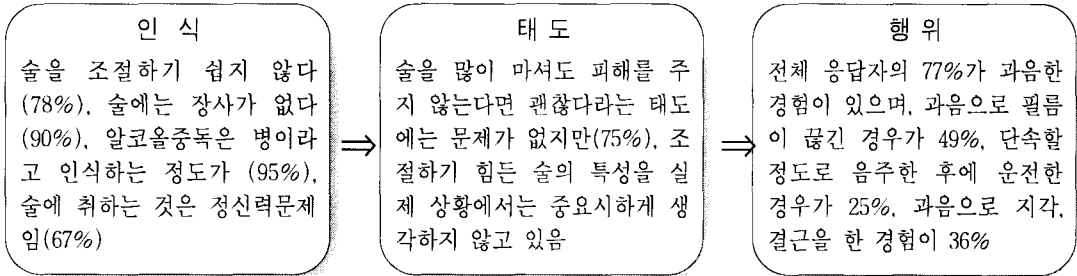 인 식
술을 조절하기 쉽지 않다
(78%), 술에는 장사가 없다
(90%), 알코올중독은 병이라
고 인식하는 정도가 (95%),
술에 취하는 것은 정신력문제
임(67%)
⇒
태 도
술을 많이 마셔도 피해를 주
지 않는다면 괜찮다라는 태도
에는 문제가 없지만(75%), 조
절하기 힘든 술의 특성을 실
제 상황에서는 중요시하게 생
각하지 않고 있음
⇒
행 위
전체 응답자의 77%가 과음한
경험이 있으며, 과음으로 필름
이 끊긴 경우가 49%, 단속할
정도로 음주한 후에 운전한
경우가 25%, 과음으로 지각,
결근을 한 경험이 36%